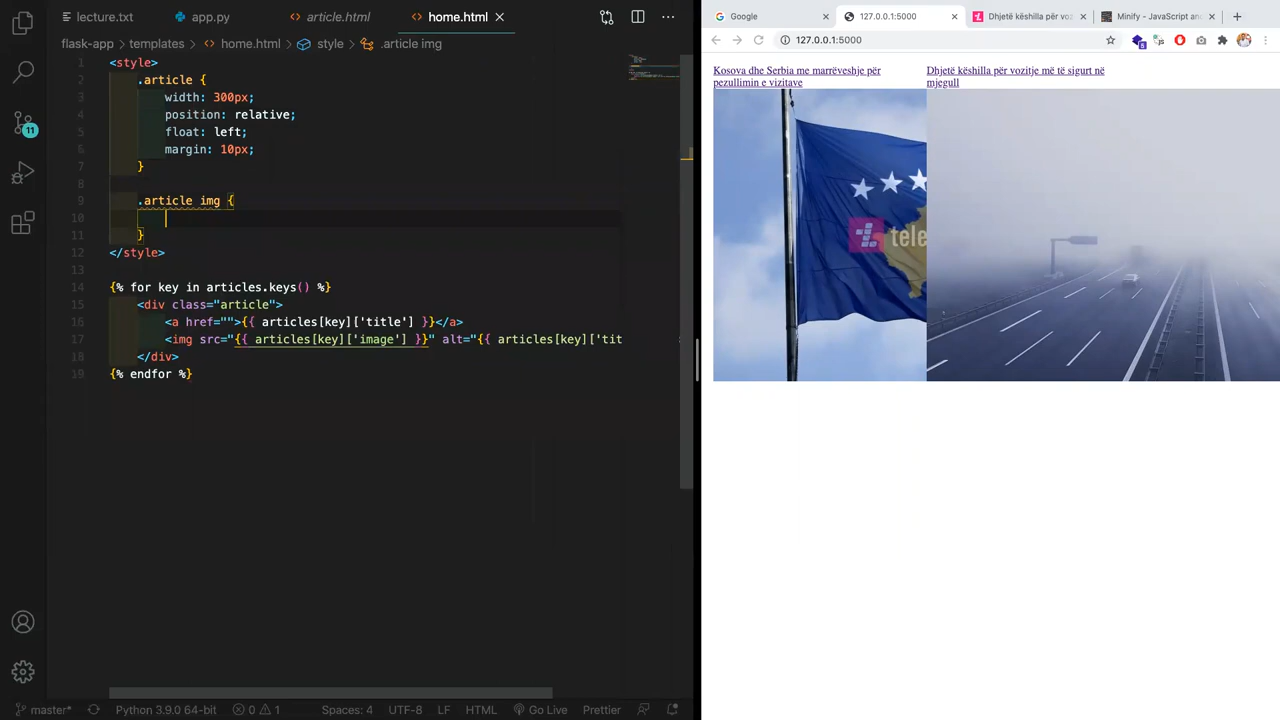 lecture.txt
app.py
article.html
home.html
flask-app > templates > home.html > style > .article img
1 <style>
2 .article {
3 width: 300px;
4 position: relative;
5 float: left;
6 margin: 10px;
7 }
8
9 .article img {
10
11 }
12 </style>
13
14 {% for key in articles.keys() %}
15 <div class="article">
16 <a href="">{{ articles[key]['title'] }}</a>
17 <img src="{{ articles[key]['image'] }}" alt="{{ articles[key]['tit
18 </div>
19 {% endfor %}
11
master*
Python 3.9.0 64-bit
0
1
Spaces: 4
UTF-8
LF
HTML
Go Live
Prettier
Google
127.0.0.1:5000
Dhjetë këshilla për voz
Minify - JavaScript an
127.0.0.1:5000
Kosova dhe Serbia me marrëveshje për
pezullimin e vizitave
Dhjetë këshilla për vozitje më të sigurt në
mjegull
tele